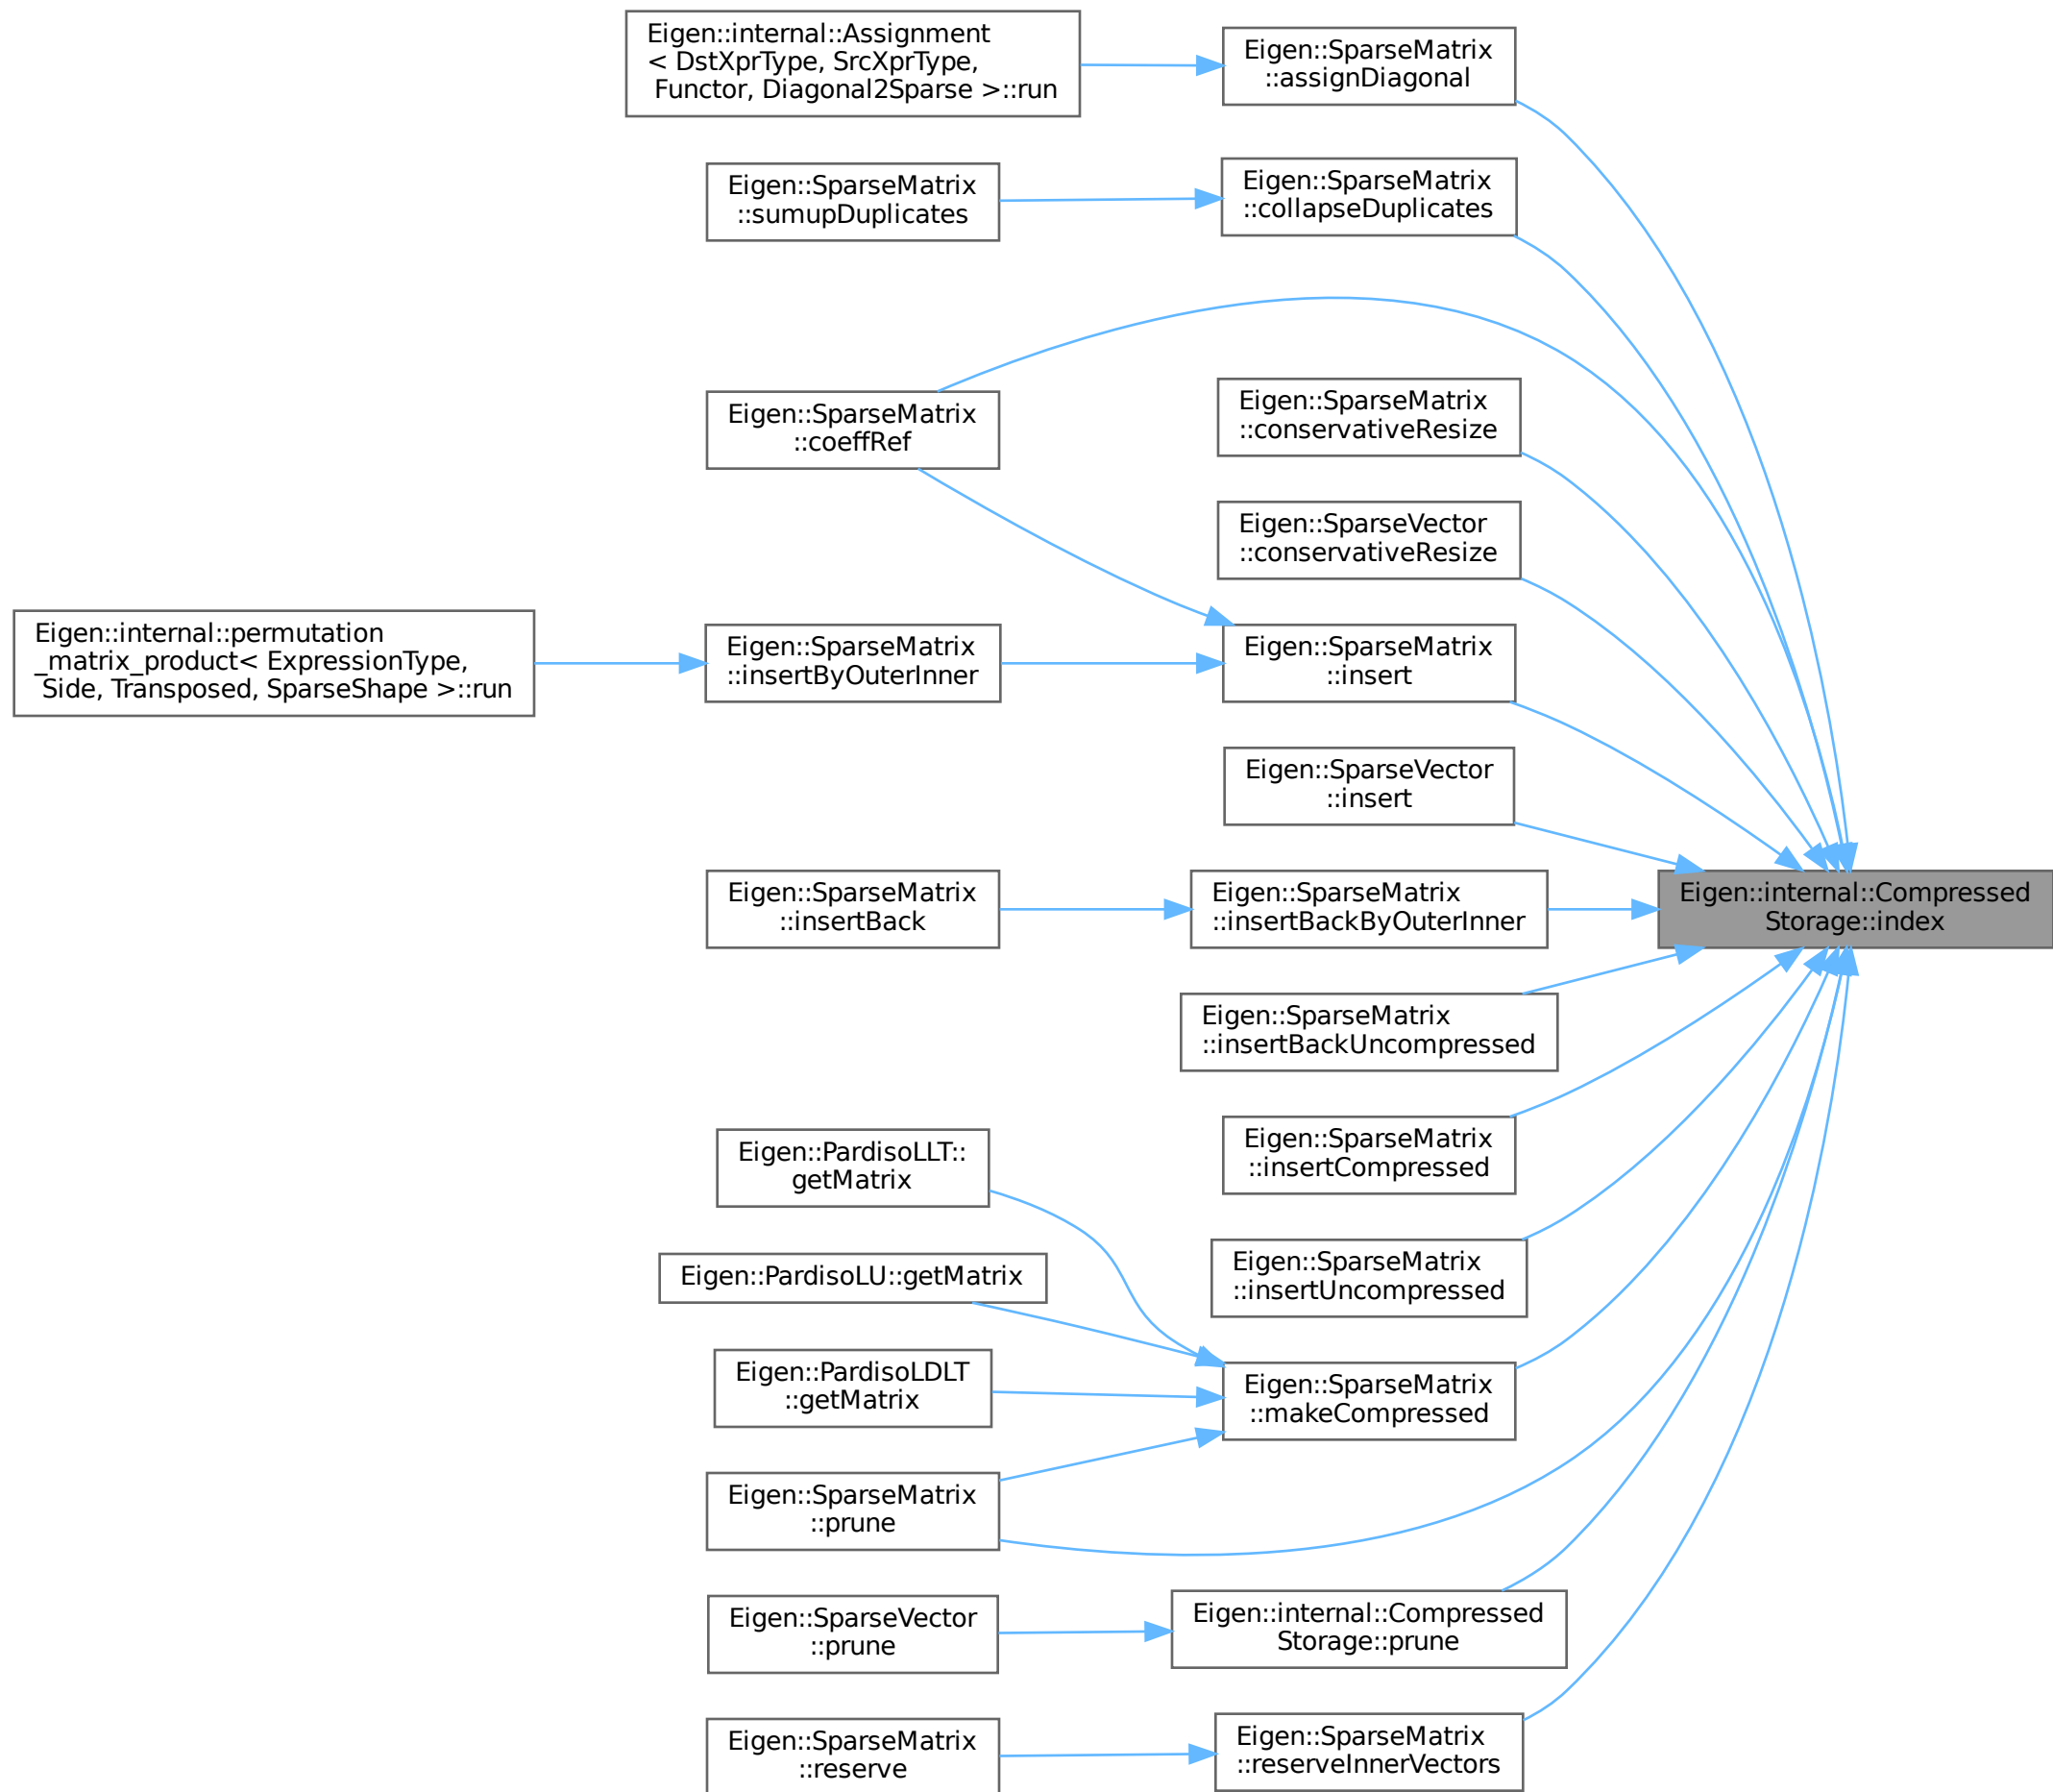 Eigen::internal::Assignment
< DstXprType, SrcXprType,
Functor, Diagonal2Sparse >::run
Eigen::SparseMatrix
::assignDiagonal
Eigen::SparseMatrix
::sumupDuplicates
Eigen::SparseMatrix
::collapseDuplicates
Eigen::SparseMatrix
::coeffRef
Eigen::SparseMatrix
::conservativeResize
Eigen::SparseVector
::conservativeResize
Eigen::internal::permutation
_matrix_product< ExpressionType,
Side, Transposed, SparseShape >::run
Eigen::SparseMatrix
::insertByOuterInner
Eigen::SparseMatrix
::insert
Eigen::SparseVector
::insert
Eigen::SparseMatrix
::insertBack
Eigen::SparseMatrix
::insertBackByOuterInner
Eigen::internal::Compressed
Storage::index
Eigen::SparseMatrix
::insertBackUncompressed
Eigen::SparseMatrix
::insertCompressed
Eigen::PardisoLLT::
getMatrix
Eigen::SparseMatrix
::insertUncompressed
Eigen::PardisoLU::getMatrix
Eigen::PardisoLDLT
::getMatrix
Eigen::SparseMatrix
::makeCompressed
Eigen::SparseMatrix
::prune
Eigen::SparseVector
::prune
Eigen::internal::Compressed
Storage::prune
Eigen::SparseMatrix
::reserve
Eigen::SparseMatrix
::reserveInnerVectors